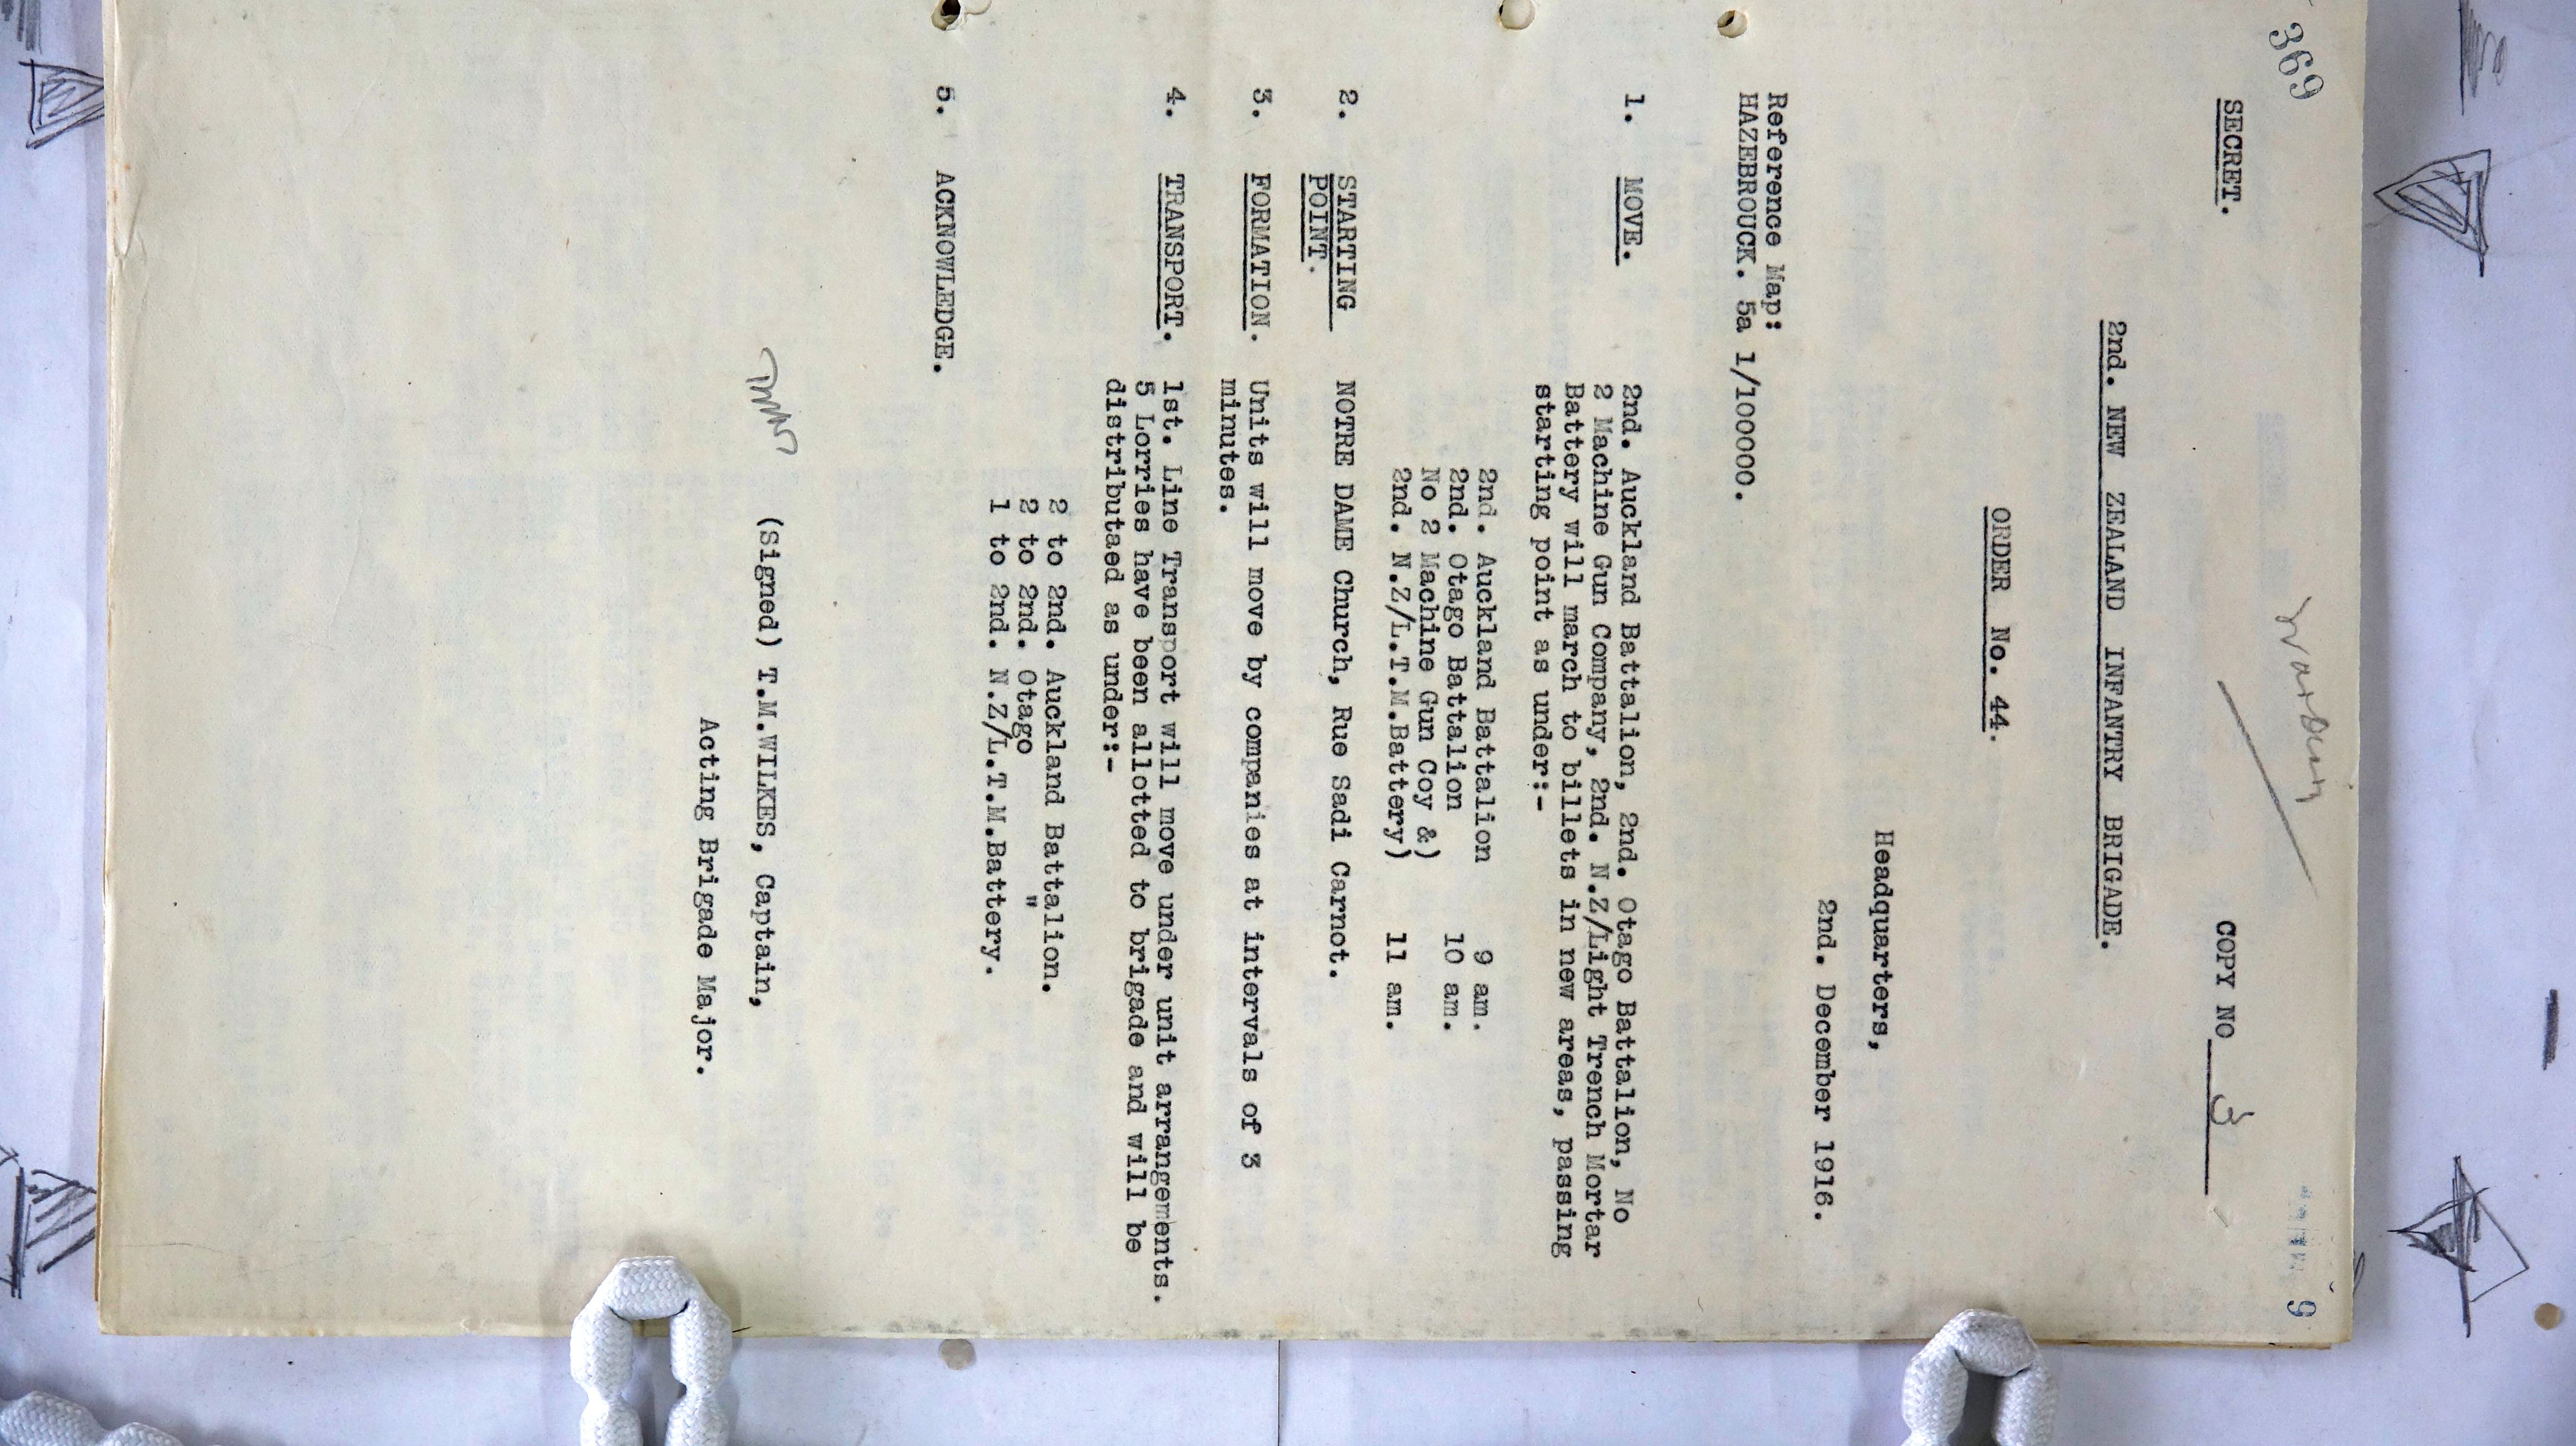 369
SECRET.
COPY NO 3
9
2nd. NEW ZEALAND INFANTRY BRIGADE.
ORDER No. 44.
Headquarters,
2nd. December 1916.
Reference Map:
HAZEBROUCK. 5a 1/100000.
1. MOVE. 2nd. Auckland Battalion, 2nd. Otago Battalion, No
2 Machine Gun Company, 2nd. N.Z/Light Trench Mortar
Battery will march to billets in new areas, passing
starting point as under:-
2nd. Auckland Battalion 9 am.
2nd. Otago Battalion 10 am.
No 2 Machine Gun Coy &)
2nd. N.Z/L.T.M.Battery) 11 am.
2. STARTING NOTRE DAME Church, Rue Sadi Carnot.
POINT.
3. FORMATION. Units will move by companies at intervals of 3
minutes.
4. TRANSPORT. 1st. Line Transport will move under unit arrangements.
5 Lorries have been allotted to brigade and will be
distributaed as under:-
2 to 2nd. Auckland Battalion.
2 to 2nd. Otago "
1 to 2nd. N.Z/L.T.M.Battery.
5. ACKNOWLEDGE.
(Signed) T.M.WILKES, Captain,
Acting Brigade Major.